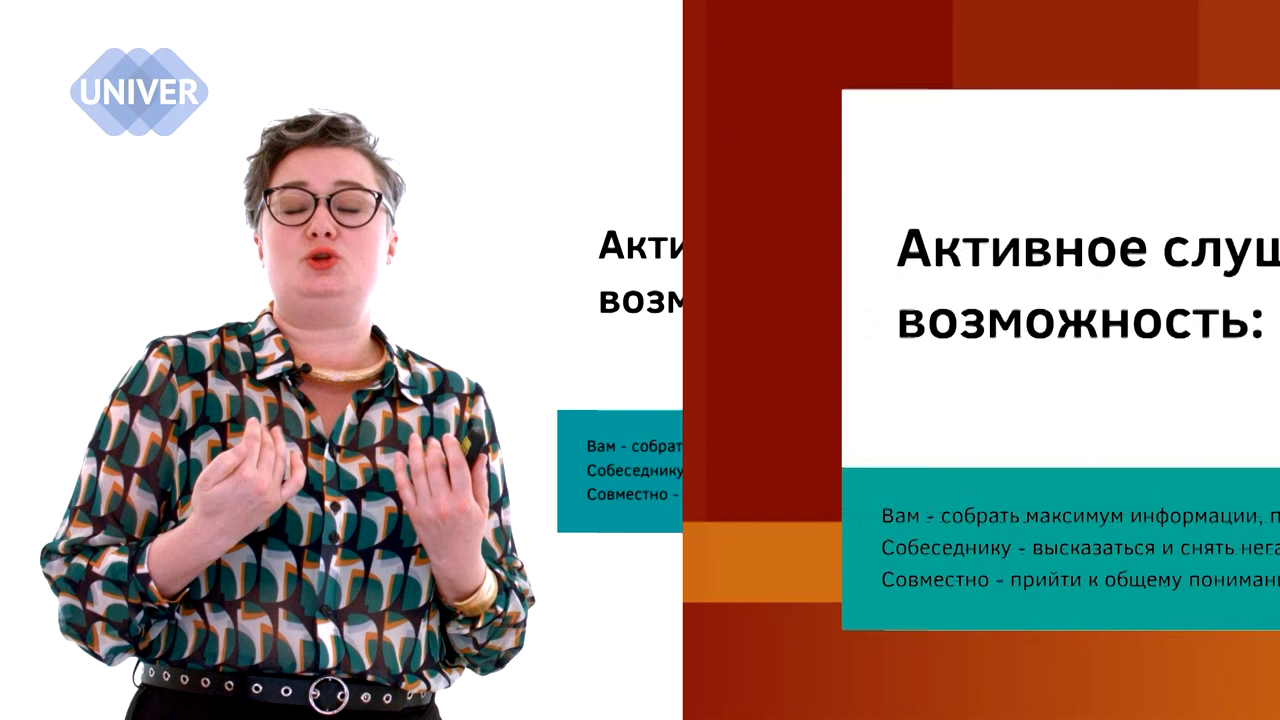 UNIVER
Акти
возм
Вам - собрат
Собеседнику
Совместно -
Активное слуш
возможность:
Вам - собрать максимум информации, п
Собеседнику - высказаться и снять нега
Совместно - прийти к общему пониман